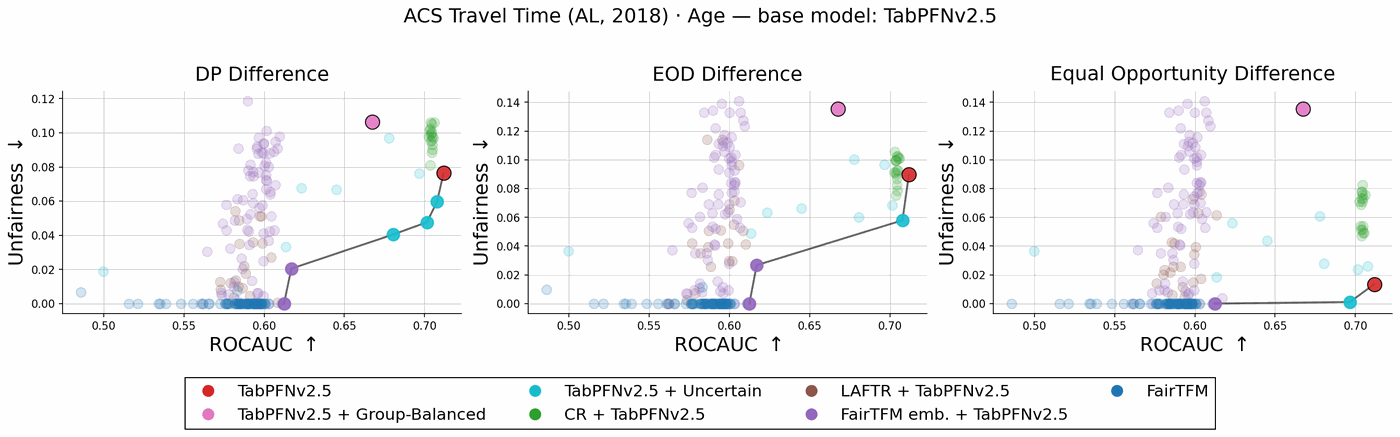 ACS Travel Time (AL, 2018) · Age — base model: TabPFNv2.5
DP Difference
EOD Difference
Equal Opportunity Difference
Unfairness ↓
0.12
0.10
0.08
0.06
0.04
0.02
0.00
0.50 0.55 0.60 0.65 0.70
ROCAUC ↑
Unfairness ↓
0.14
0.12
0.10
0.08
0.06
0.04
0.02
0.00
0.50 0.55 0.60 0.65 0.70
ROCAUC ↑
Unfairness ↓
0.14
0.12
0.10
0.08
0.06
0.04
0.02
0.00
0.50 0.55 0.60 0.65 0.70
ROCAUC ↑
TabPFNv2.5
TabPFNv2.5 + Group-Balanced
TabPFNv2.5 + Uncertain
CR + TabPFNv2.5
LAFTR + TabPFNv2.5
FairTFM emb. + TabPFNv2.5
FairTFM